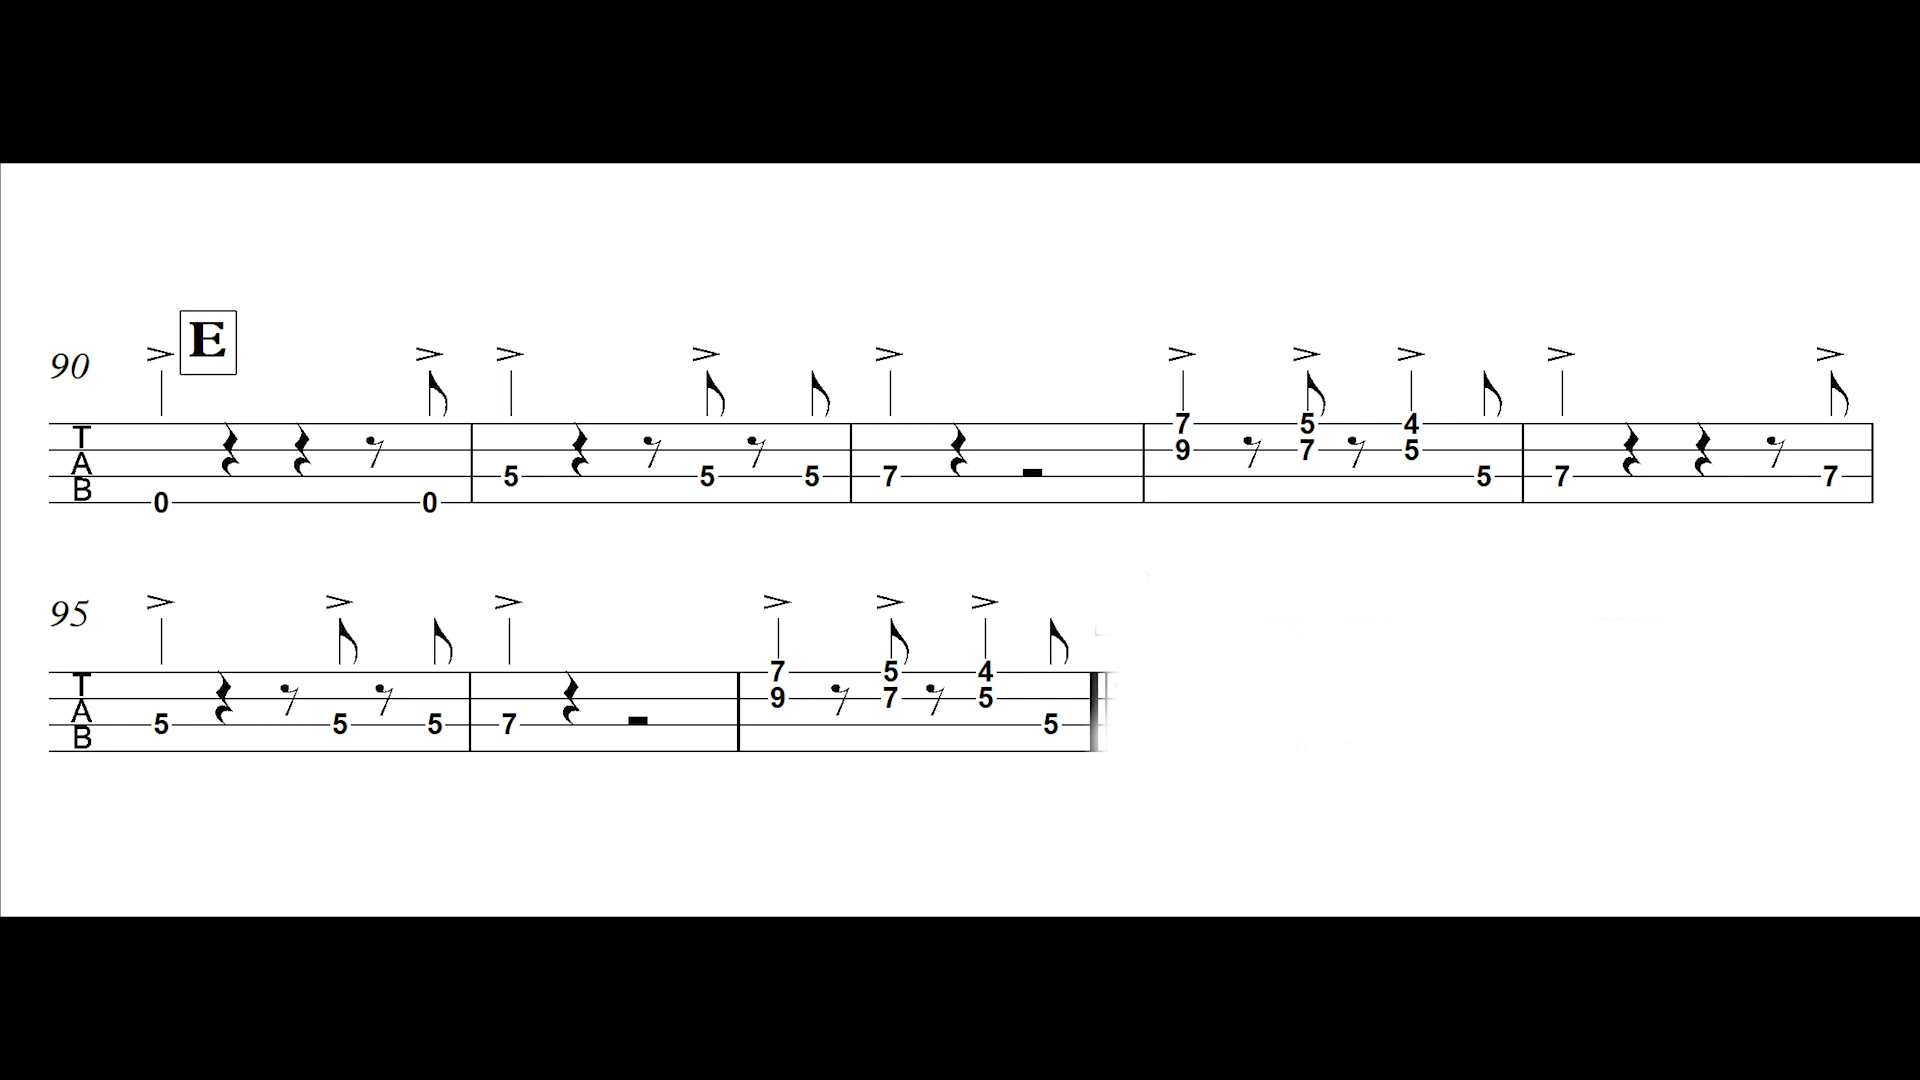 E
90
T 7 5 4
A 9 7 5
B 5 5 5 7 5 7 7
0 0
95
T 7 5 4
A 9 7 5
B 5 5 5 7 5